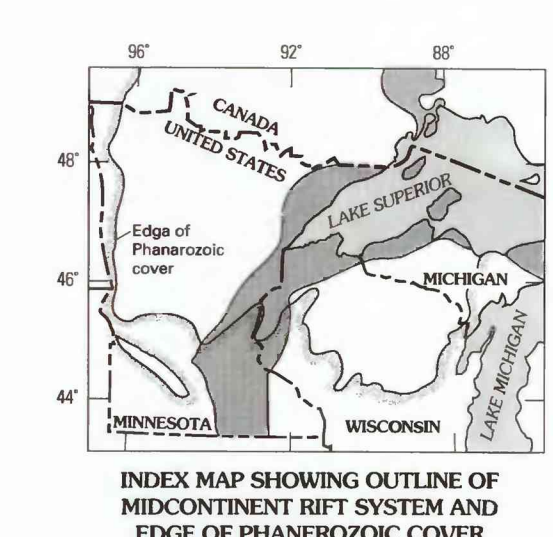 96° 92° 88°
CANADA
UNITED STATES
48°
LAKE SUPERIOR
Edga of
Phanarozoic
cover
46°
MICHIGAN
LAKE MICHIGAN
44°
MINNESOTA
WISCONSIN
INDEX MAP SHOWING OUTLINE OF
MIDCONTINENT RIFT SYSTEM AND
EDGE OF PHANEROZOIC COVER